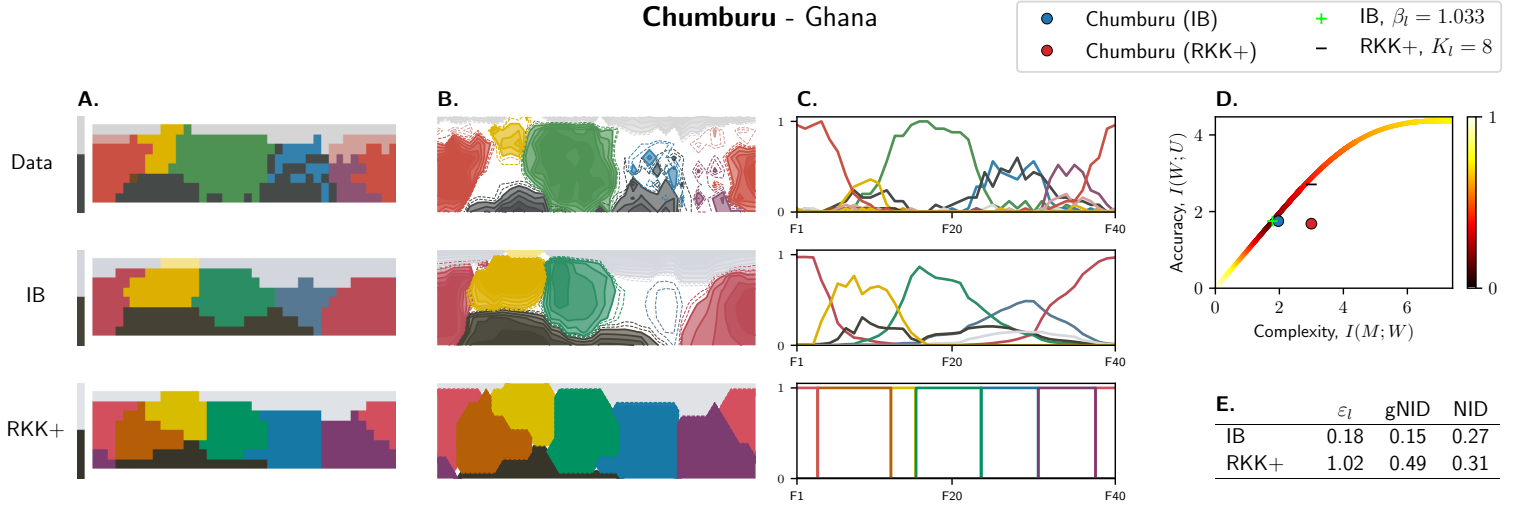 Chumburu - Ghana
Chumburu (IB)
Chumburu (RKK+)
IB, βₗ = 1.033
RKK+, Kₗ = 8
A.
B.
C.
D.
Data
IB
RKK+
1
0
F1
F20
F40
1
0
F1
F20
F40
1
0
F1
F20
F40
Accuracy, I(W; U)
4
2
0
0
2
4
6
Complexity, I(M; W)
1
0
E.
εₗ gNID NID
IB 0.18 0.15 0.27
RKK+ 1.02 0.49 0.31